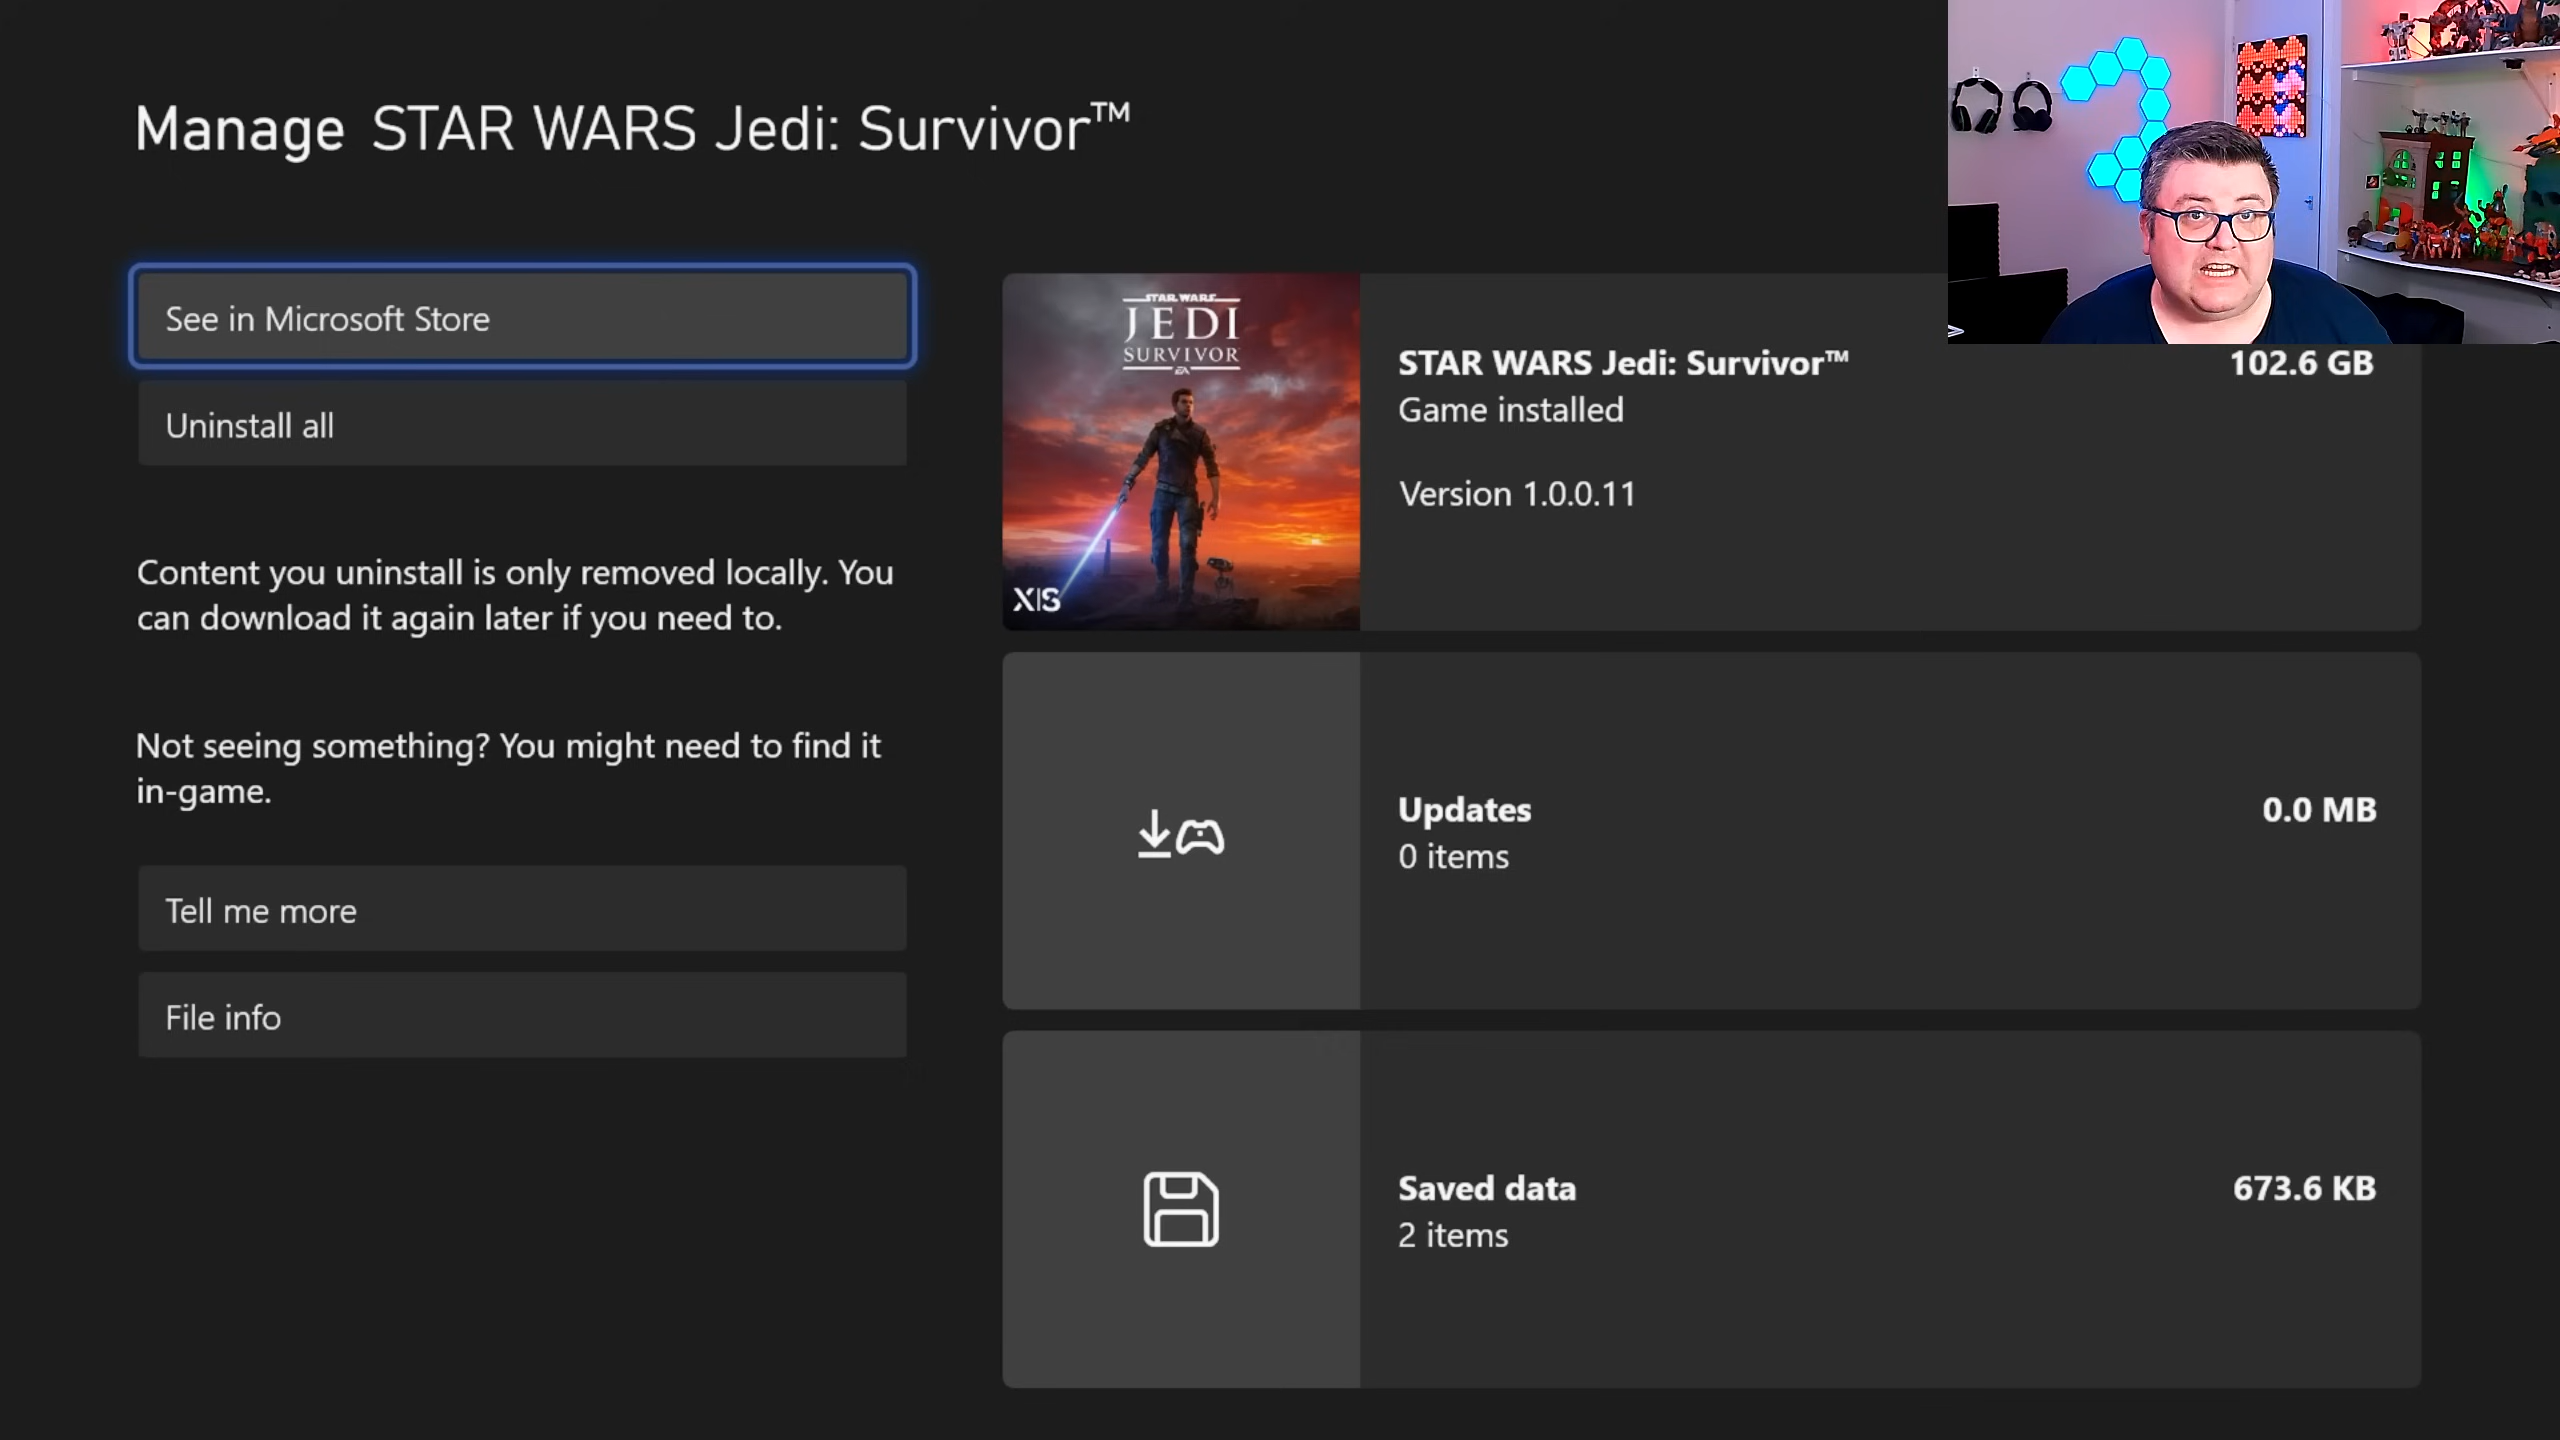 Manage STAR WARS Jedi: Survivor™
See in Microsoft Store
Uninstall all
Content you uninstall is only removed locally. You
can download it again later if you need to.
Not seeing something? You might need to find it
in-game.
Tell me more
File info
STAR WARS
JEDI
SURVIVOR
EA
X|S
STAR WARS Jedi: Survivor™ 102.6 GB
Game installed
Version 1.0.0.11
Updates 0.0 MB
0 items
Saved data 673.6 KB
2 items